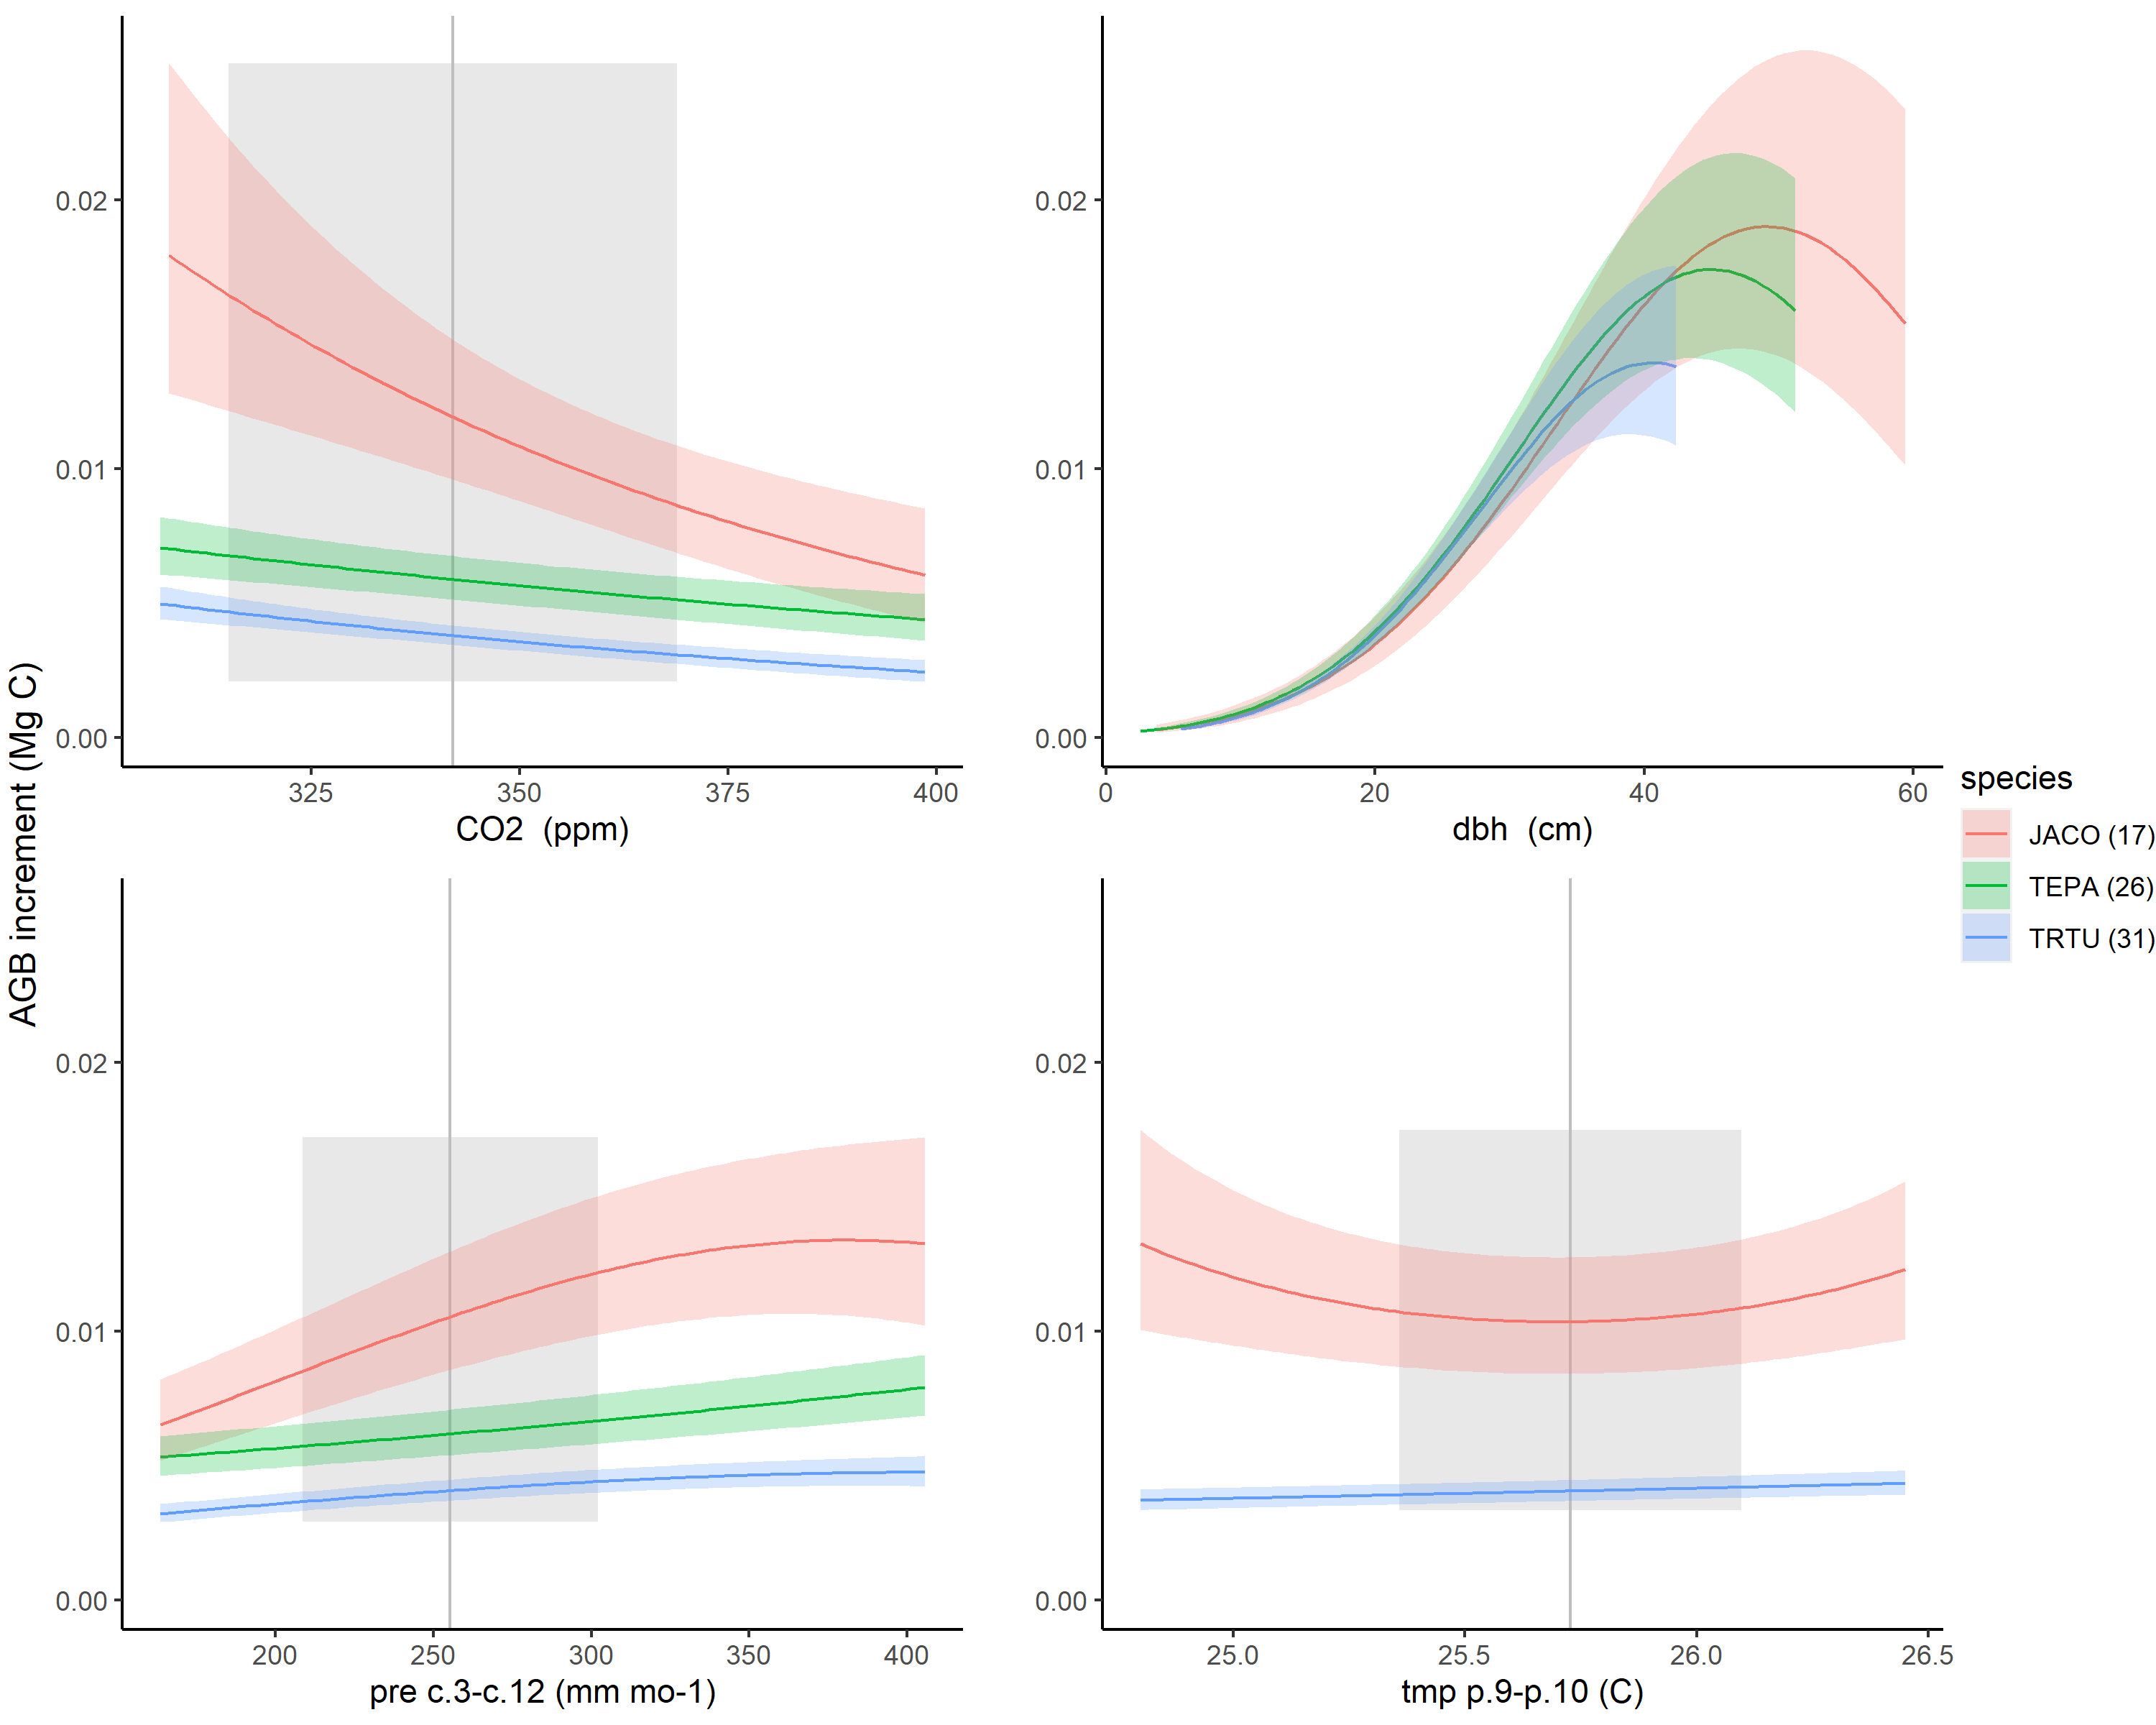 AGB increment (Mg C)
0.02
0.01
0.00
325 350 375 400
CO2 (ppm)
0.02
0.01
0.00
0 20 40 60
dbh (cm)
0.02
0.01
0.00
200 250 300 350 400
pre c.3-c.12 (mm mo-1)
0.02
0.01
0.00
25.0 25.5 26.0 26.5
tmp p.9-p.10 (C)
species
JACO (17)
TEPA (26)
TRTU (31)